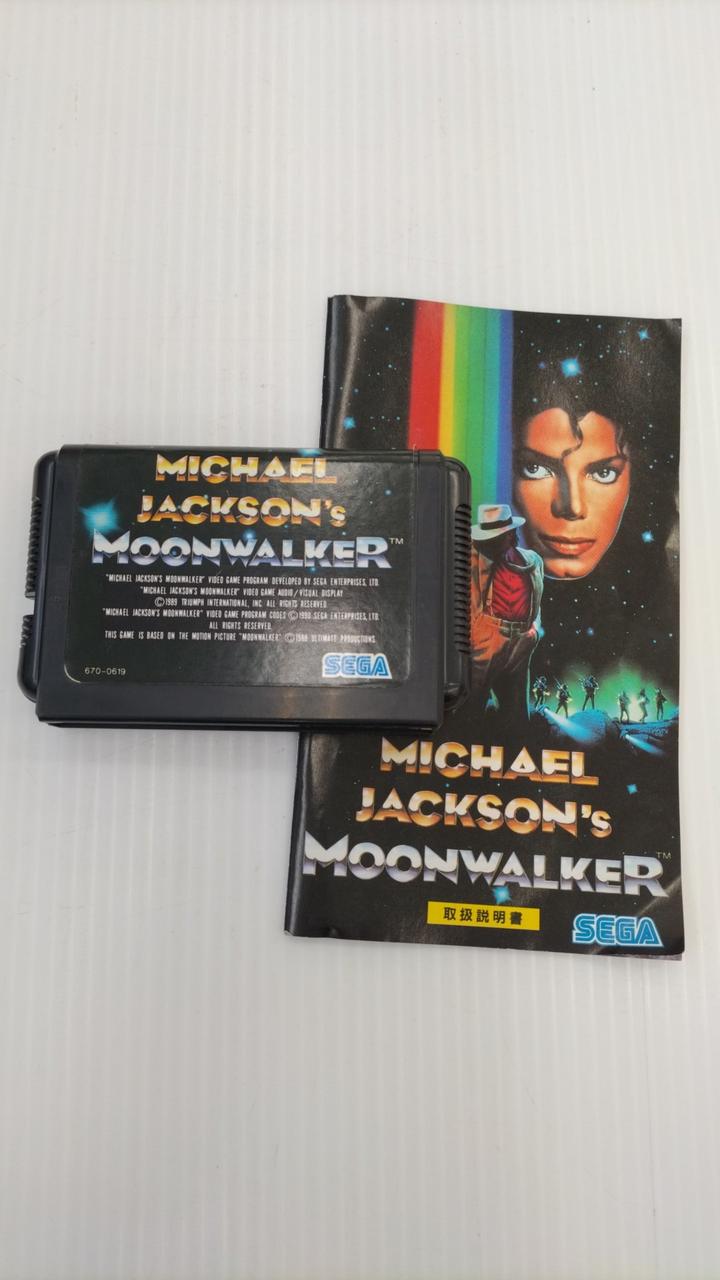 MICHAEL
JACKSON's
MOONWALKER™
"MICHAEL JACKSON'S MOONWALKER" VIDEO GAME PROGRAM DEVELOPED BY SEGA ENTERPRISES, LTD.
"MICHAEL JACKSON'S MOONWALKER" VIDEO GAME AUDIO / VISUAL DISPLAY
©1989 TRIUMPH INTERNATIONAL, INC. ALL RIGHTS RESERVED.
"MICHAEL JACKSON'S MOONWALKER" VIDEO GAME PROGRAM CODES ©1990 SEGA ENTERPRISES, LTD.
ALL RIGHTS RESERVED.
THIS GAME IS BASED ON THE MOTION PICTURE "MOONWALKER" ©1988 ULTIMATE PRODUCTIONS.
670-0619
SEGA
MICHAEL
JACKSON's
MOONWALKER™
取扱説明書
SEGA